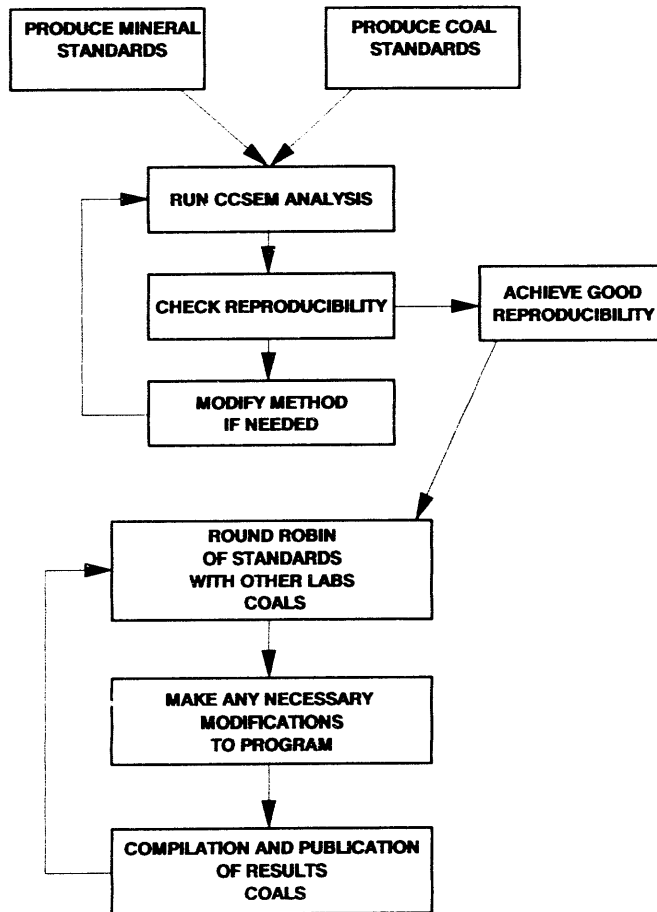 PRODUCE MINERAL
STANDARDS
PRODUCE COAL
STANDARDS
RUN CCSEM ANALYSIS
CHECK REPRODUCIBILITY
ACHIEVE GOOD
REPRODUCIBILITY
MODIFY METHOD
IF NEEDED
ROUND ROBIN
OF STANDARDS
WITH OTHER LABS
COALS
MAKE ANY NECESSARY
MODIFICATIONS
TO PROGRAM
COMPILATION AND PUBLICATION
OF RESULTS
COALS